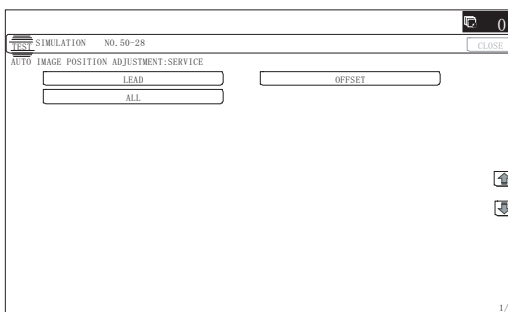 0
TEST SIMULATION NO. 50-28
CLOSE
AUTO IMAGE POSITION ADJUSTMENT:SERVICE
LEAD OFFSET
ALL
1/